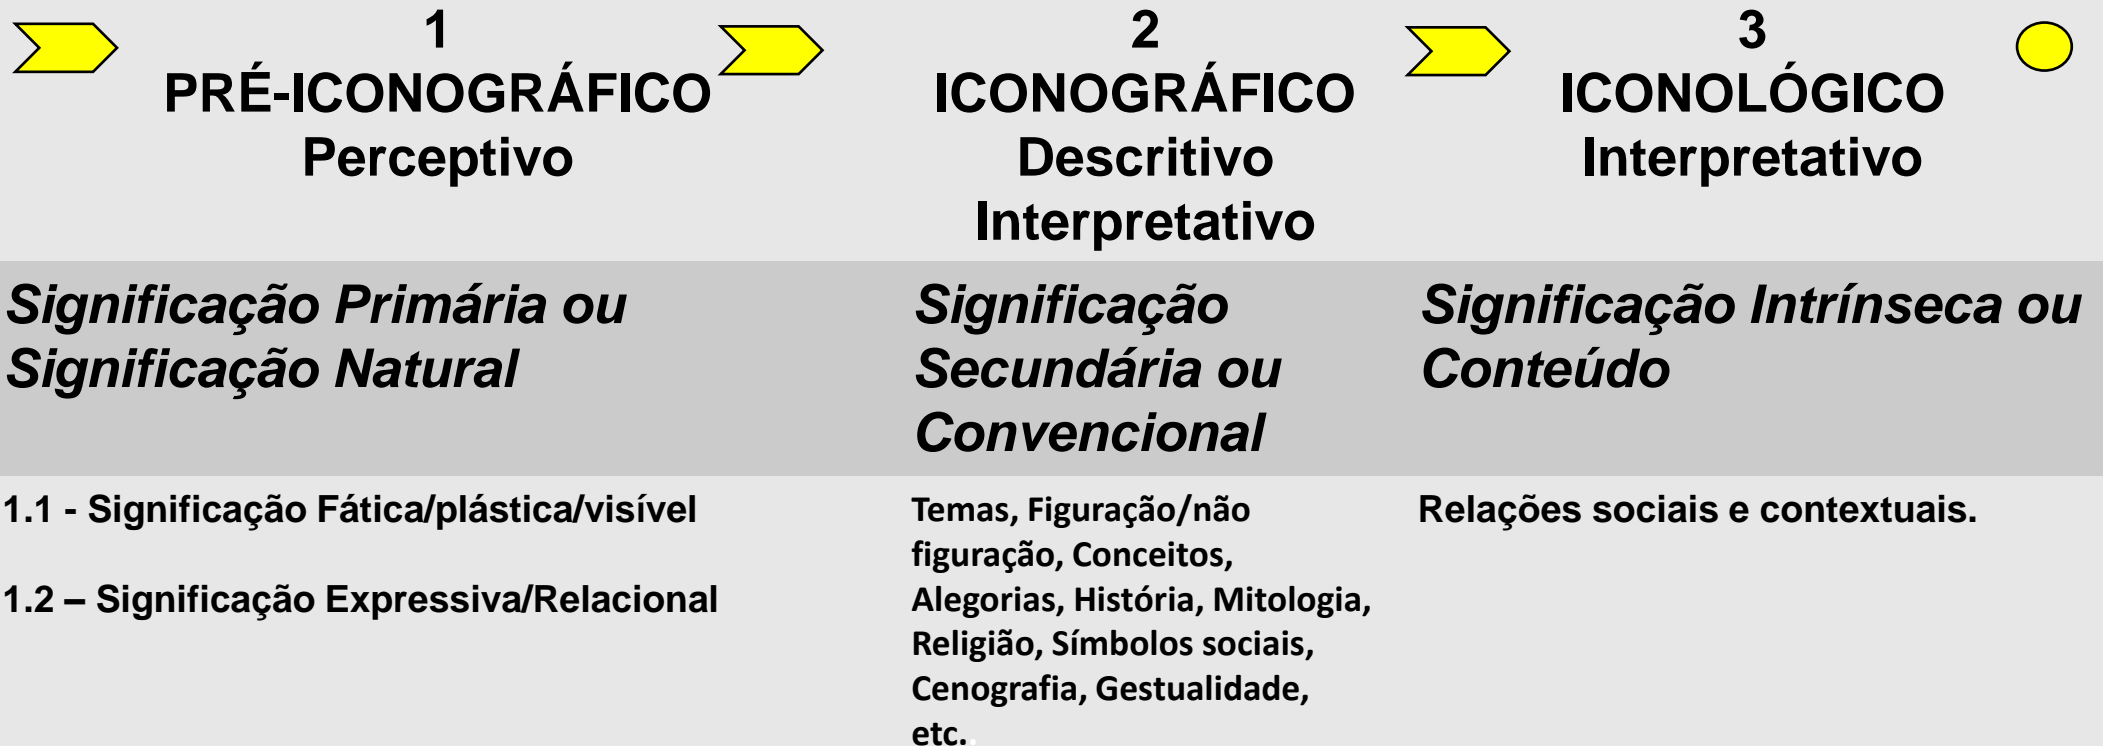 1
PRÉ-ICONOGRÁFICO
Perceptivo
2
ICONOGRÁFICO
Descritivo
Interpretativo
3
ICONOLÓGICO
Interpretativo
Significação Primária ou
Significação Natural
Significação
Secundária ou
Convencional
Significação Intrínseca ou
Conteúdo
1.1 - Significação Fática/plástica/visível
1.2 – Significação Expressiva/Relacional
Temas, Figuração/não
figuração, Conceitos,
Alegorias, História, Mitologia,
Religião, Símbolos sociais,
Cenografia, Gestualidade,
etc..
Relações sociais e contextuais.